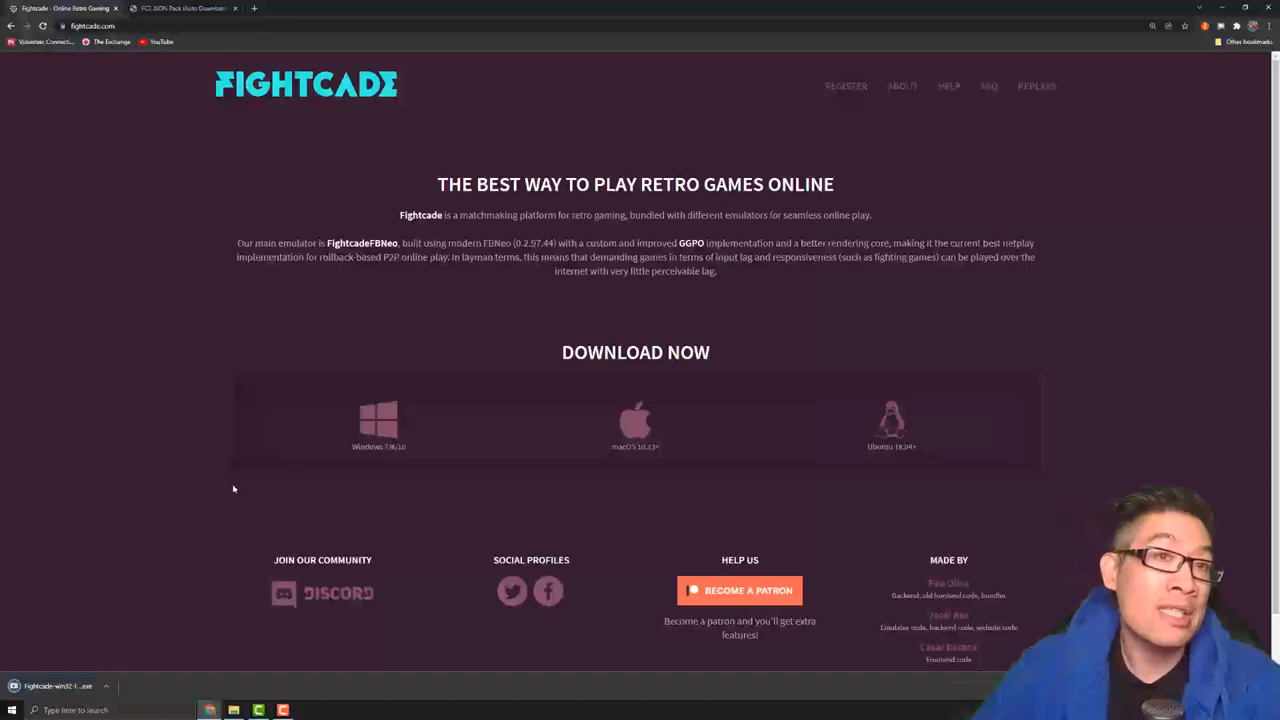 Fightcade - Online Retro Gaming
FC2 JSON Pack (Auto Download
fightcade.com
Volunteer Connecti...
The Exchange
YouTube
Other bookmarks
FIGHTCADE
REGISTER
ABOUT
HELP
FAQ
REPLAYS
THE BEST WAY TO PLAY RETRO GAMES ONLINE
Fightcade is a matchmaking platform for retro gaming, bundled with different emulators for seamless online play.
Our main emulator is FightcadeFBNeo, built using modern FBNeo (0.2.97.44) with a custom and improved GGPO implementation and a better rendering core, making it the current best netplay
implementation for rollback-based P2P online play. In layman terms, this means that demanding games in terms of input lag and responsiveness (such as fighting games) can be played over the
internet with very little perceivable lag.
DOWNLOAD NOW
Windows 7/8/10
macOS 10.13+
Ubuntu 18.04+
JOIN OUR COMMUNITY
SOCIAL PROFILES
HELP US
MADE BY
DISCORD
BECOME A PATRON
Become a patron and you'll get extra
features!
Pau Oliva
Backend, old frontend code, bundler
Emulator code, backend code, website code
Frontend code
Fightcade-win32-l....exe
Type here to search